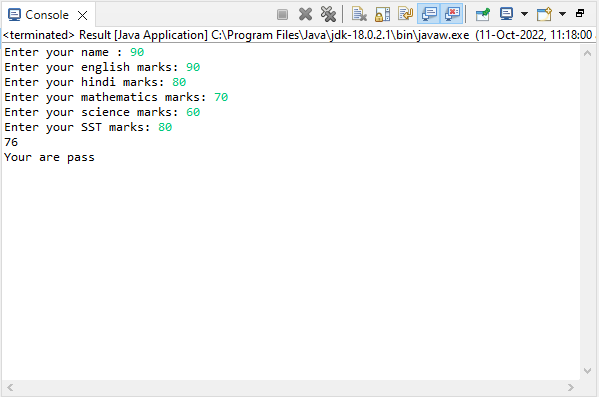 Console
<terminated> Result [Java Application] C:\Program Files\Java\jdk-18.0.2.1\bin\javaw.exe (11-Oct-2022, 11:18:00
Enter your name : 90
Enter your english marks: 90
Enter your hindi marks: 80
Enter your mathematics marks: 70
Enter your science marks: 60
Enter your SST marks: 80
76
Your are pass